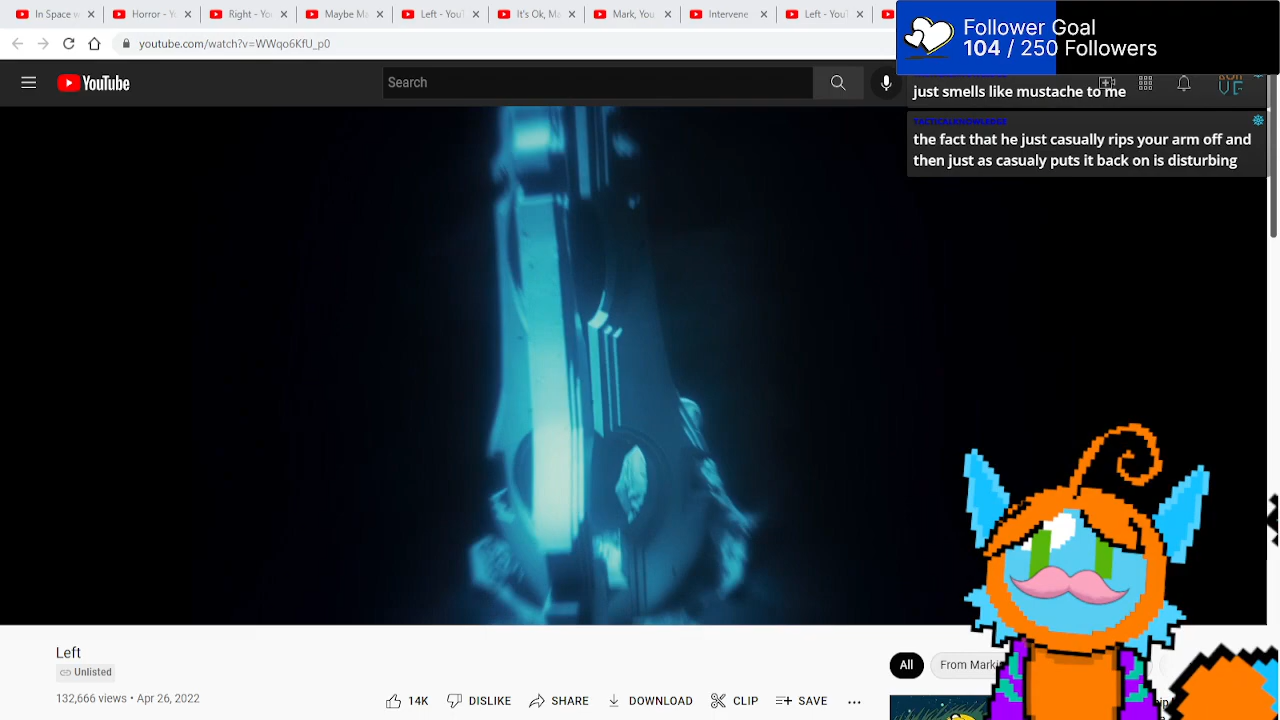 In Space w
Horror - Y
Right - Yo
Maybe Ma
Left - YouT
It's Ok, Ma
Mark, You
Intervene
Left - YouT
Follower Goal
104 / 250 Followers
youtube.com/watch?v=WWqo6KfU_p0
YouTube
Search
just smells like mustache to me
TACTICALKNOWLEDGE
the fact that he just casually rips your arm off and
then just as casualy puts it back on is disturbing
Left
Unlisted
132,666 views • Apr 26, 2022
14K
DISLIKE
SHARE
DOWNLOAD
CLIP
SAVE
All
From Marki